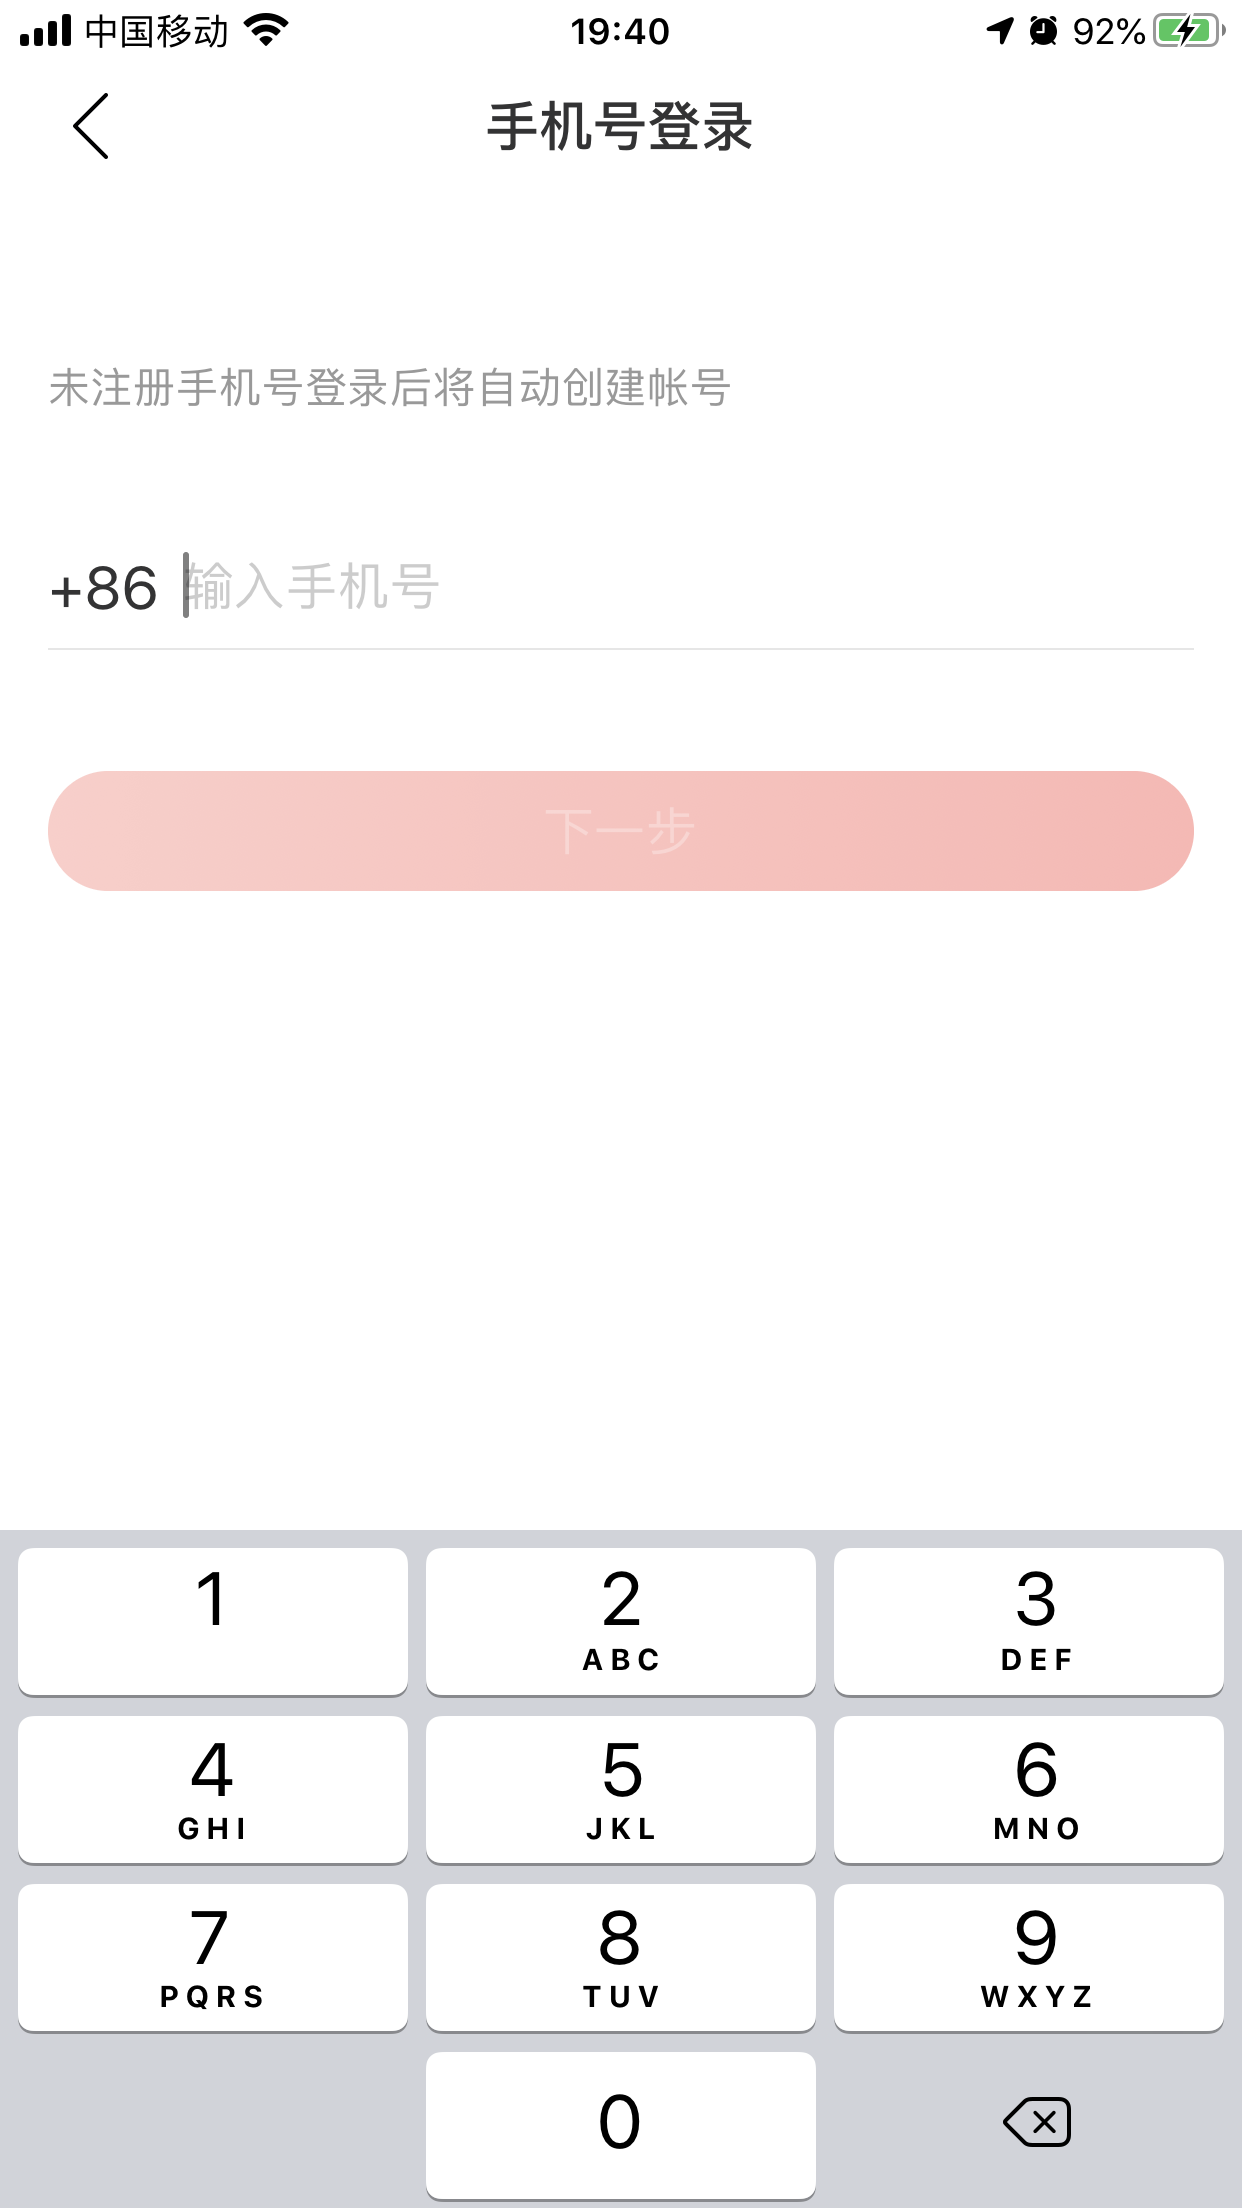 中国移动 19:40 92%
手机号登录
未注册手机号登录后将自动创建帐号
+86 输入手机号
下一步
1 2 3
ABC DEF
4 5 6
GHI JKL MNO
7 8 9
PQRS TUV WXYZ
0